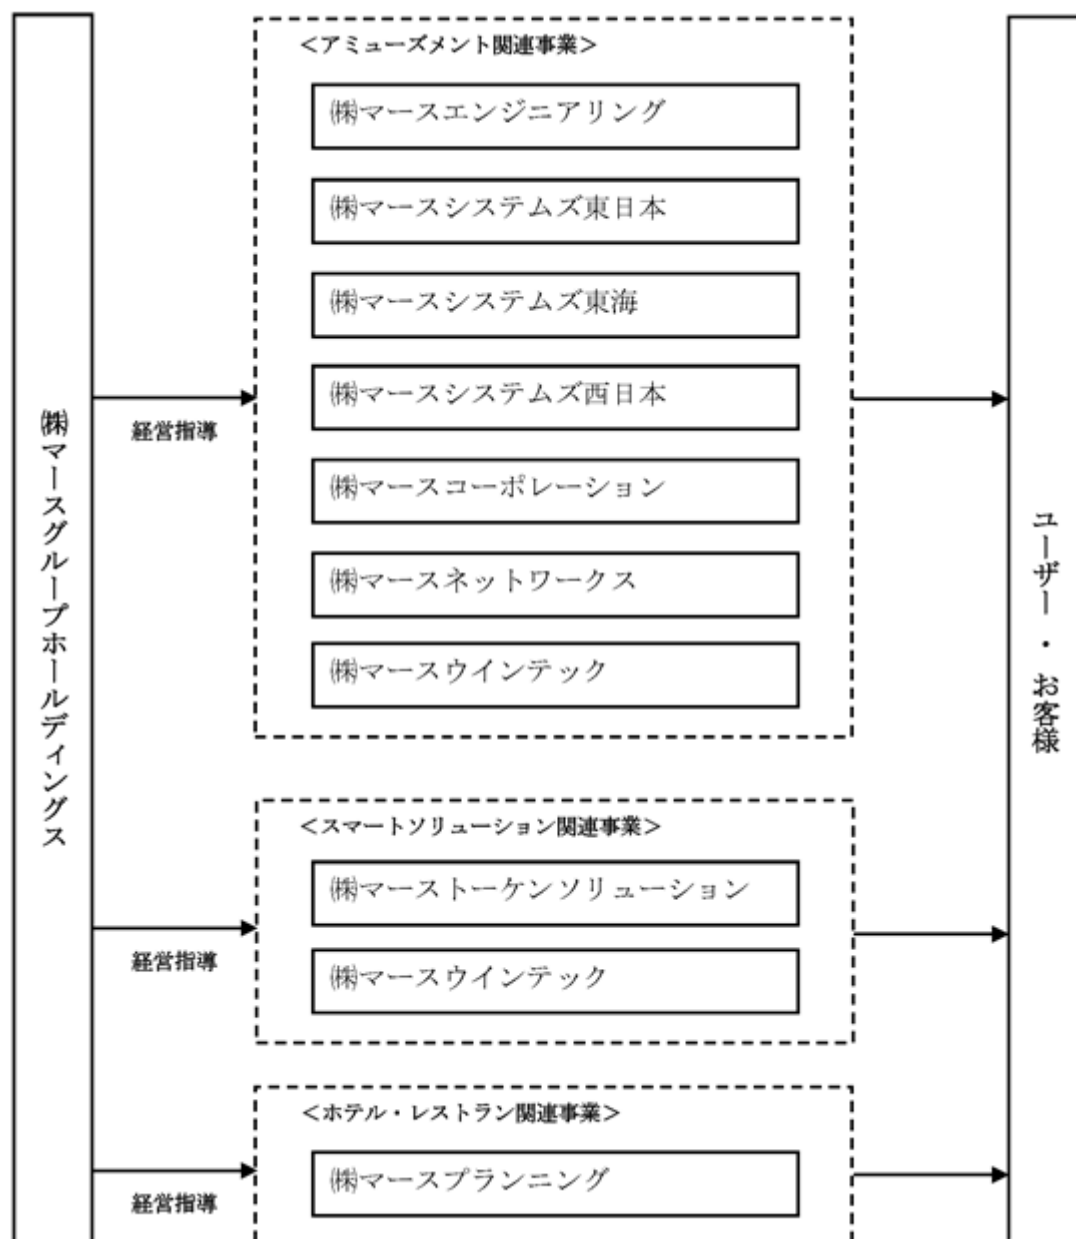 ㈱マースグループホールディングス
＜アミューズメント関連事業＞
㈱マースエンジニアリング
㈱マースシステムズ東日本
㈱マースシステムズ東海
㈱マースシステムズ西日本
㈱マースコーポレーション
㈱マースネットワークス
㈱マースウインテック
経営指導
＜スマートソリューション関連事業＞
㈱マーストーケンソリューション
㈱マースウインテック
経営指導
＜ホテル・レストラン関連事業＞
㈱マースプランニング
経営指導
ユーザー・お客様